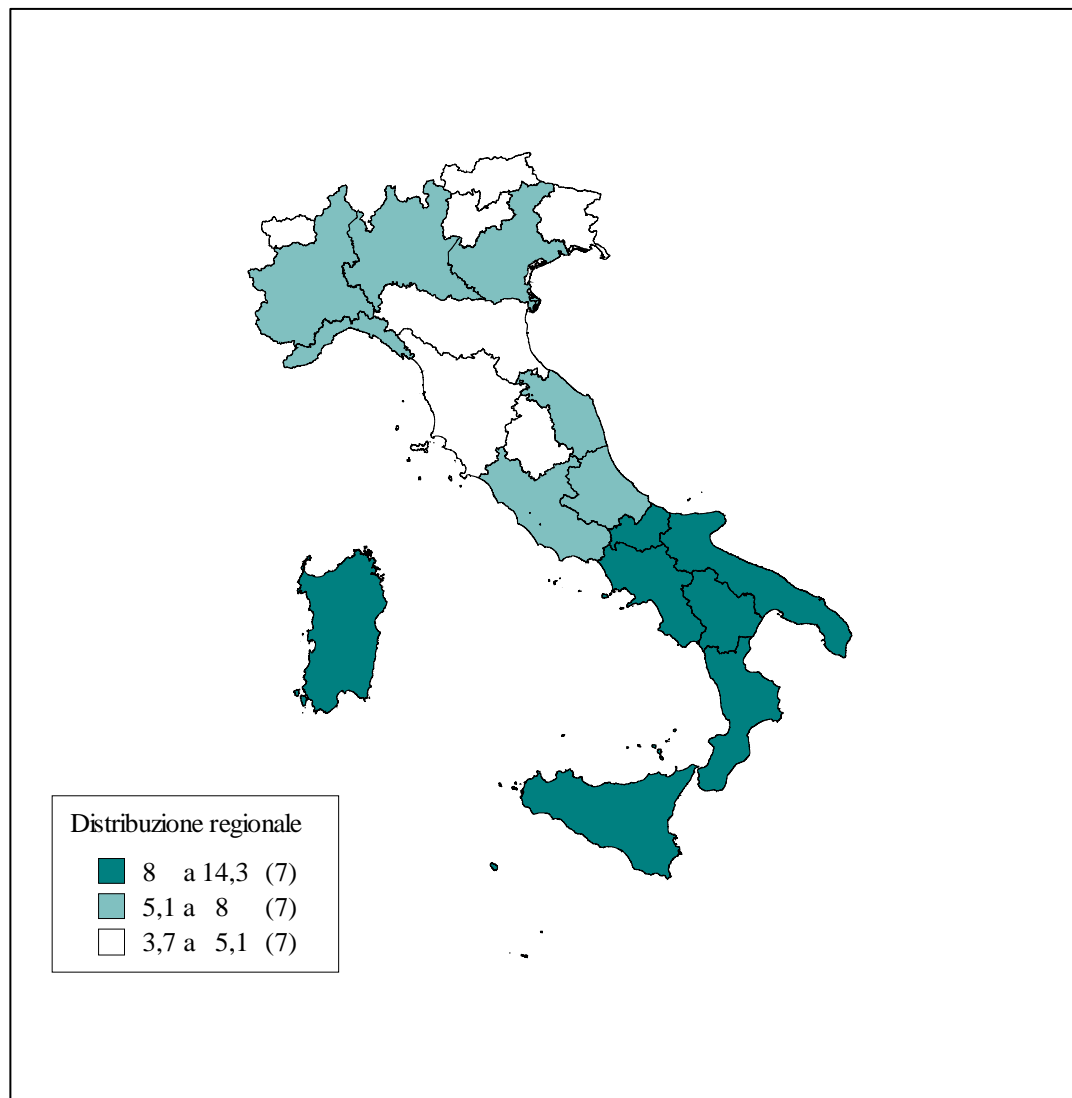 Distribuzione regionale
8 a 14,3 (7)
5,1 a 8 (7)
3,7 a 5,1 (7)